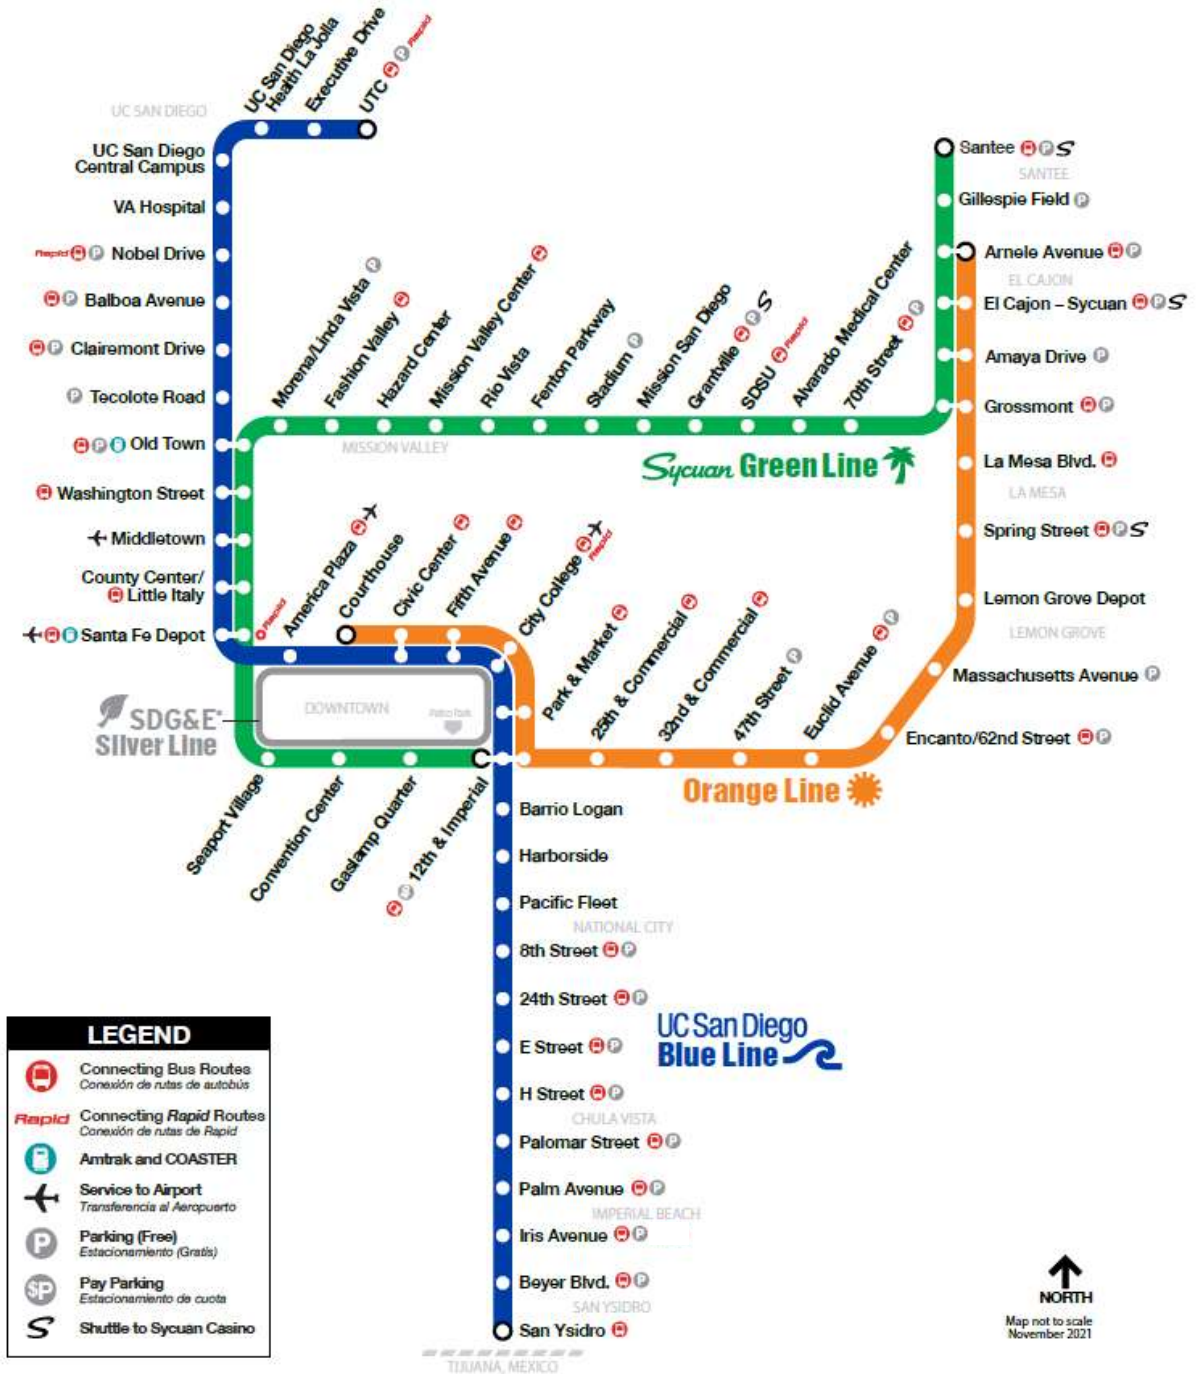 UC San Diego
Health La Jolla
Executive Drive
UTC Rapid
UC SAN DIEGO
UC San Diego
Central Campus
VA Hospital
Rapid Nobel Drive
Balboa Avenue
Clairemont Drive
Tecolote Road
Old Town
Washington Street
Middletown
County Center/
Little Italy
Santa Fe Depot
Rapid
Morena/Linda Vista
Fashion Valley
Hazard Center
Mission Valley Center
Rio Vista
Fenton Parkway
Stadium
Mission San Diego
Grantville
SDSU Rapid
Alvarado Medical Center
70th Street
MISSION VALLEY
Sycuan Green Line
Santee
SANTEE
Gillespie Field
Arnele Avenue
EL CAJON
El Cajon – Sycuan
Amaya Drive
Grossmont
La Mesa Blvd.
LA MESA
Spring Street
Lemon Grove Depot
LEMON GROVE
Massachusetts Avenue
Encanto/62nd Street
America Plaza
Courthouse
Civic Center
Fifth Avenue
City College Rapid
Park & Market
25th & Commercial
32nd & Commercial
47th Street
Euclid Avenue
Orange Line
DOWNTOWN
Petco Park
SDG&E
Silver Line
Seaport Village
Convention Center
Gaslamp Quarter
12th & Imperial
Barrio Logan
Harborside
Pacific Fleet
NATIONAL CITY
8th Street
24th Street
E Street
H Street
CHULA VISTA
Palomar Street
Palm Avenue
IMPERIAL BEACH
Iris Avenue
Beyer Blvd.
SAN YSIDRO
San Ysidro
TIJUANA, MEXICO
UC San Diego
Blue Line
LEGEND
Connecting Bus Routes
Conexión de rutas de autobús
Rapid Connecting Rapid Routes
Conexión de rutas de Rapid
Amtrak and COASTER
Service to Airport
Transferencia al Aeropuerto
P Parking (Free)
Estacionamiento (Gratis)
$P Pay Parking
Estacionamiento de cuota
S Shuttle to Sycuan Casino
NORTH
Map not to scale
November 2021